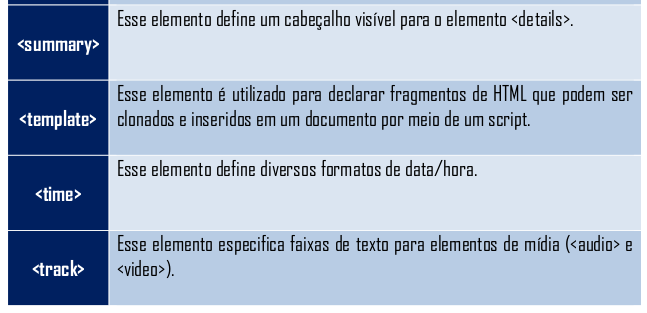 <summary>
Esse elemento define um cabeçalho visível para o elemento <details>.
<template>
Esse elemento é utilizado para declarar fragmentos de HTML que podem ser
clonados e inseridos em um documento por meio de um script.
<time>
Esse elemento define diversos formatos de data/hora.
<track>
Esse elemento especifica faixas de texto para elementos de mídia (<audio> e
<video>).